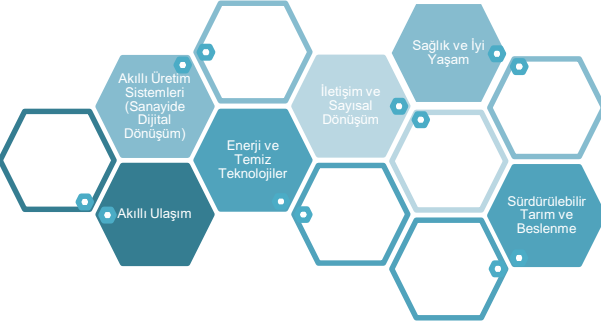 Akıllı Üretim
Sistemleri
(Sanayide
Dijital
Dönüşüm)
Akıllı Ulaşım
Enerji ve
Temiz
Teknolojiler
İletişim ve
Sayısal
Dönüşüm
Sağlık ve İyi
Yaşam
Sürdürülebilir
Tarım ve
Beslenme